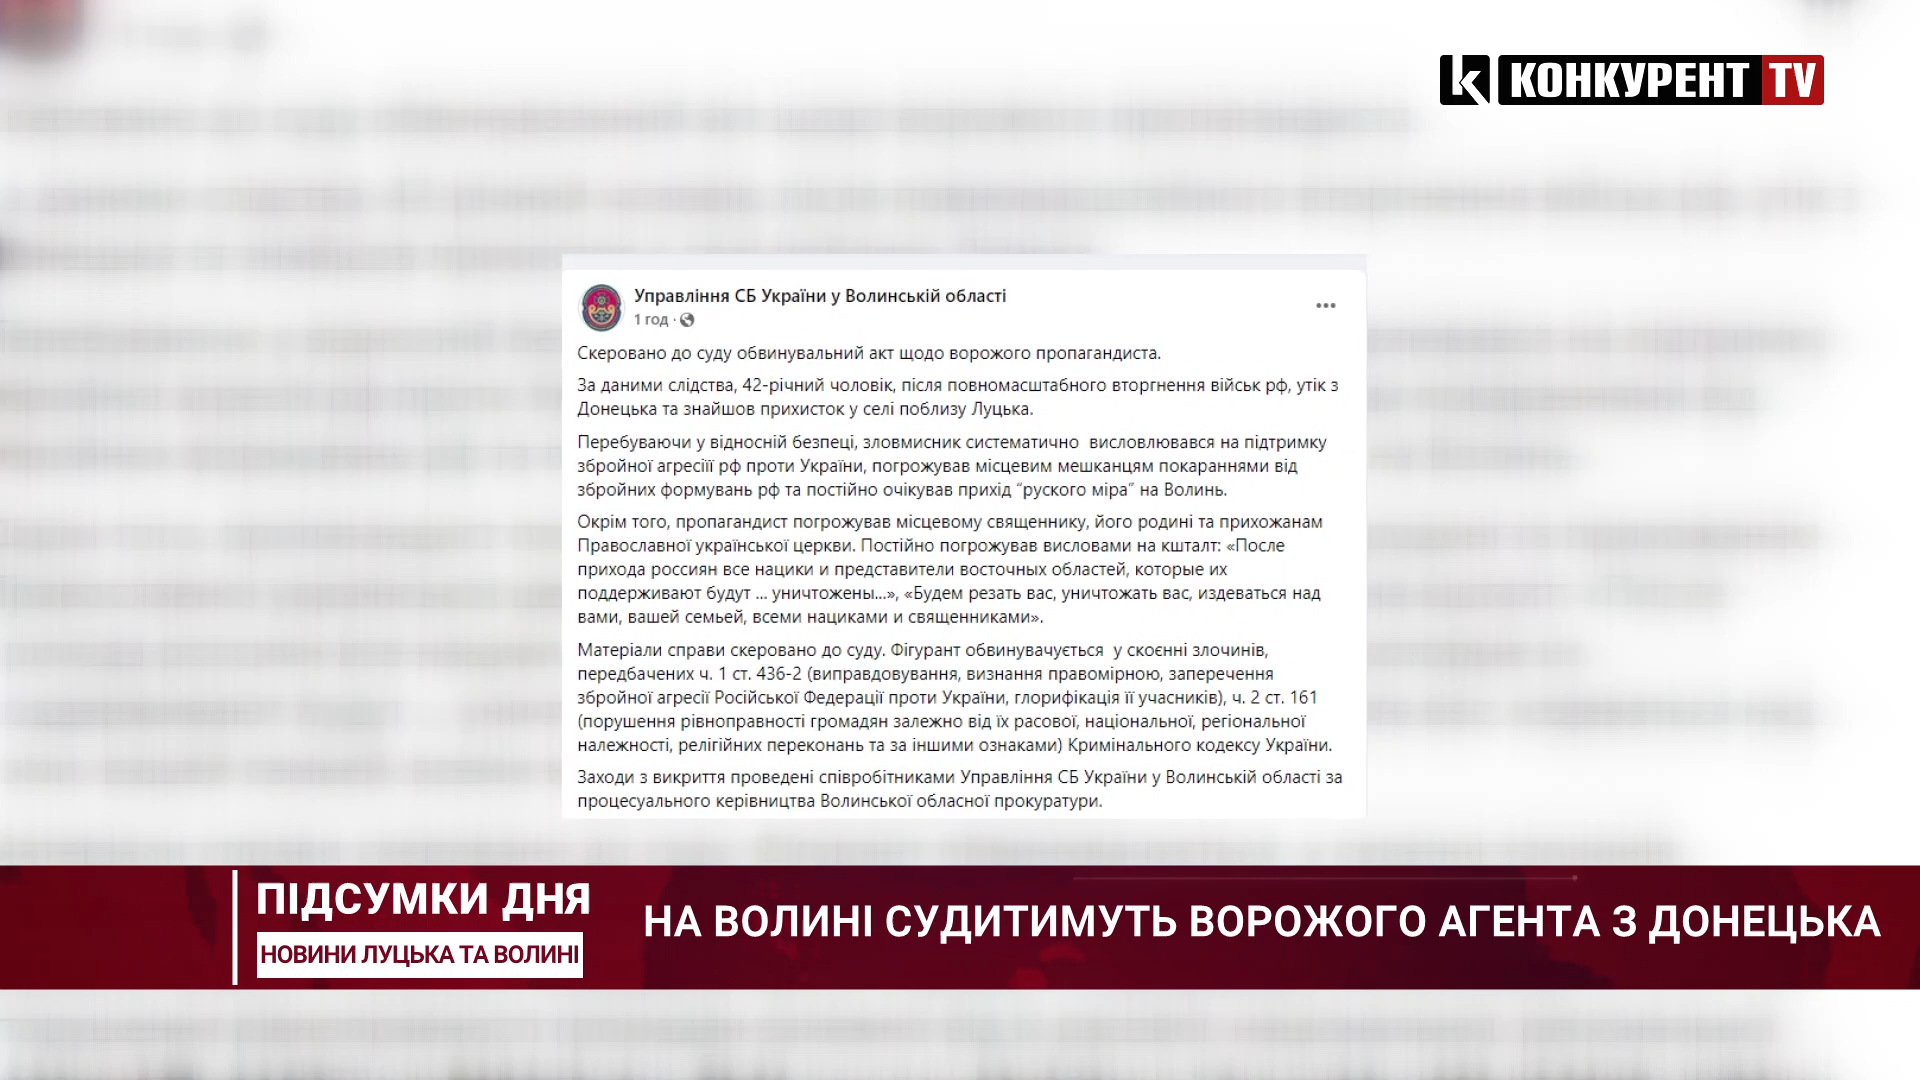 КОНКУРЕНТ TV
Управління СБ України у Волинській області
1 год ·
Скеровано до суду обвинувальний акт щодо ворожого пропагандиста.
За даними слідства, 42-річний чоловік, після повномасштабного вторгнення військ рф, утік з
Донецька та знайшов прихисток у селі поблизу Луцька.
Перебуваючи у відносній безпеці, зловмисник систематично  висловлювався на підтримку
збройної агресіїї рф проти України, погрожував місцевим мешканцям покараннями від
збройних формувань рф та постійно очікував прихід “руского міра” на Волинь.
Окрім того, пропагандист погрожував місцевому священнику, його родині та прихожанам
Православної української церкви. Постійно погрожував висловами на кшталт: «После
прихода россиян все нацики и представители восточных областей, которые их
поддерживают будут ... уничтожены...», «Будем резать вас, уничтожать вас, издеваться над
вами, вашей семьей, всеми нациками и священниками».
Матеріали справи скеровано до суду. Фігурант обвинувачується  у скоєнні злочинів,
передбачених ч. 1 ст. 436-2 (виправдовування, визнання правомірною, заперечення
збройної агресії Російської Федерації проти України, глорифікація її учасників), ч. 2 ст. 161
(порушення рівноправності громадян залежно від їх расової, національної, регіональної
належності, релігійних переконань та за іншими ознаками) Кримінального кодексу України.
Заходи з викриття проведені співробітниками Управління СБ України у Волинській області за
процесуального керівництва Волинської обласної прокуратури.
ПІДСУМКИ ДНЯ
НОВИНИ ЛУЦЬКА ТА ВОЛИНІ
НА ВОЛИНІ СУДИТИМУТЬ ВОРОЖОГО АГЕНТА З ДОНЕЦЬКА